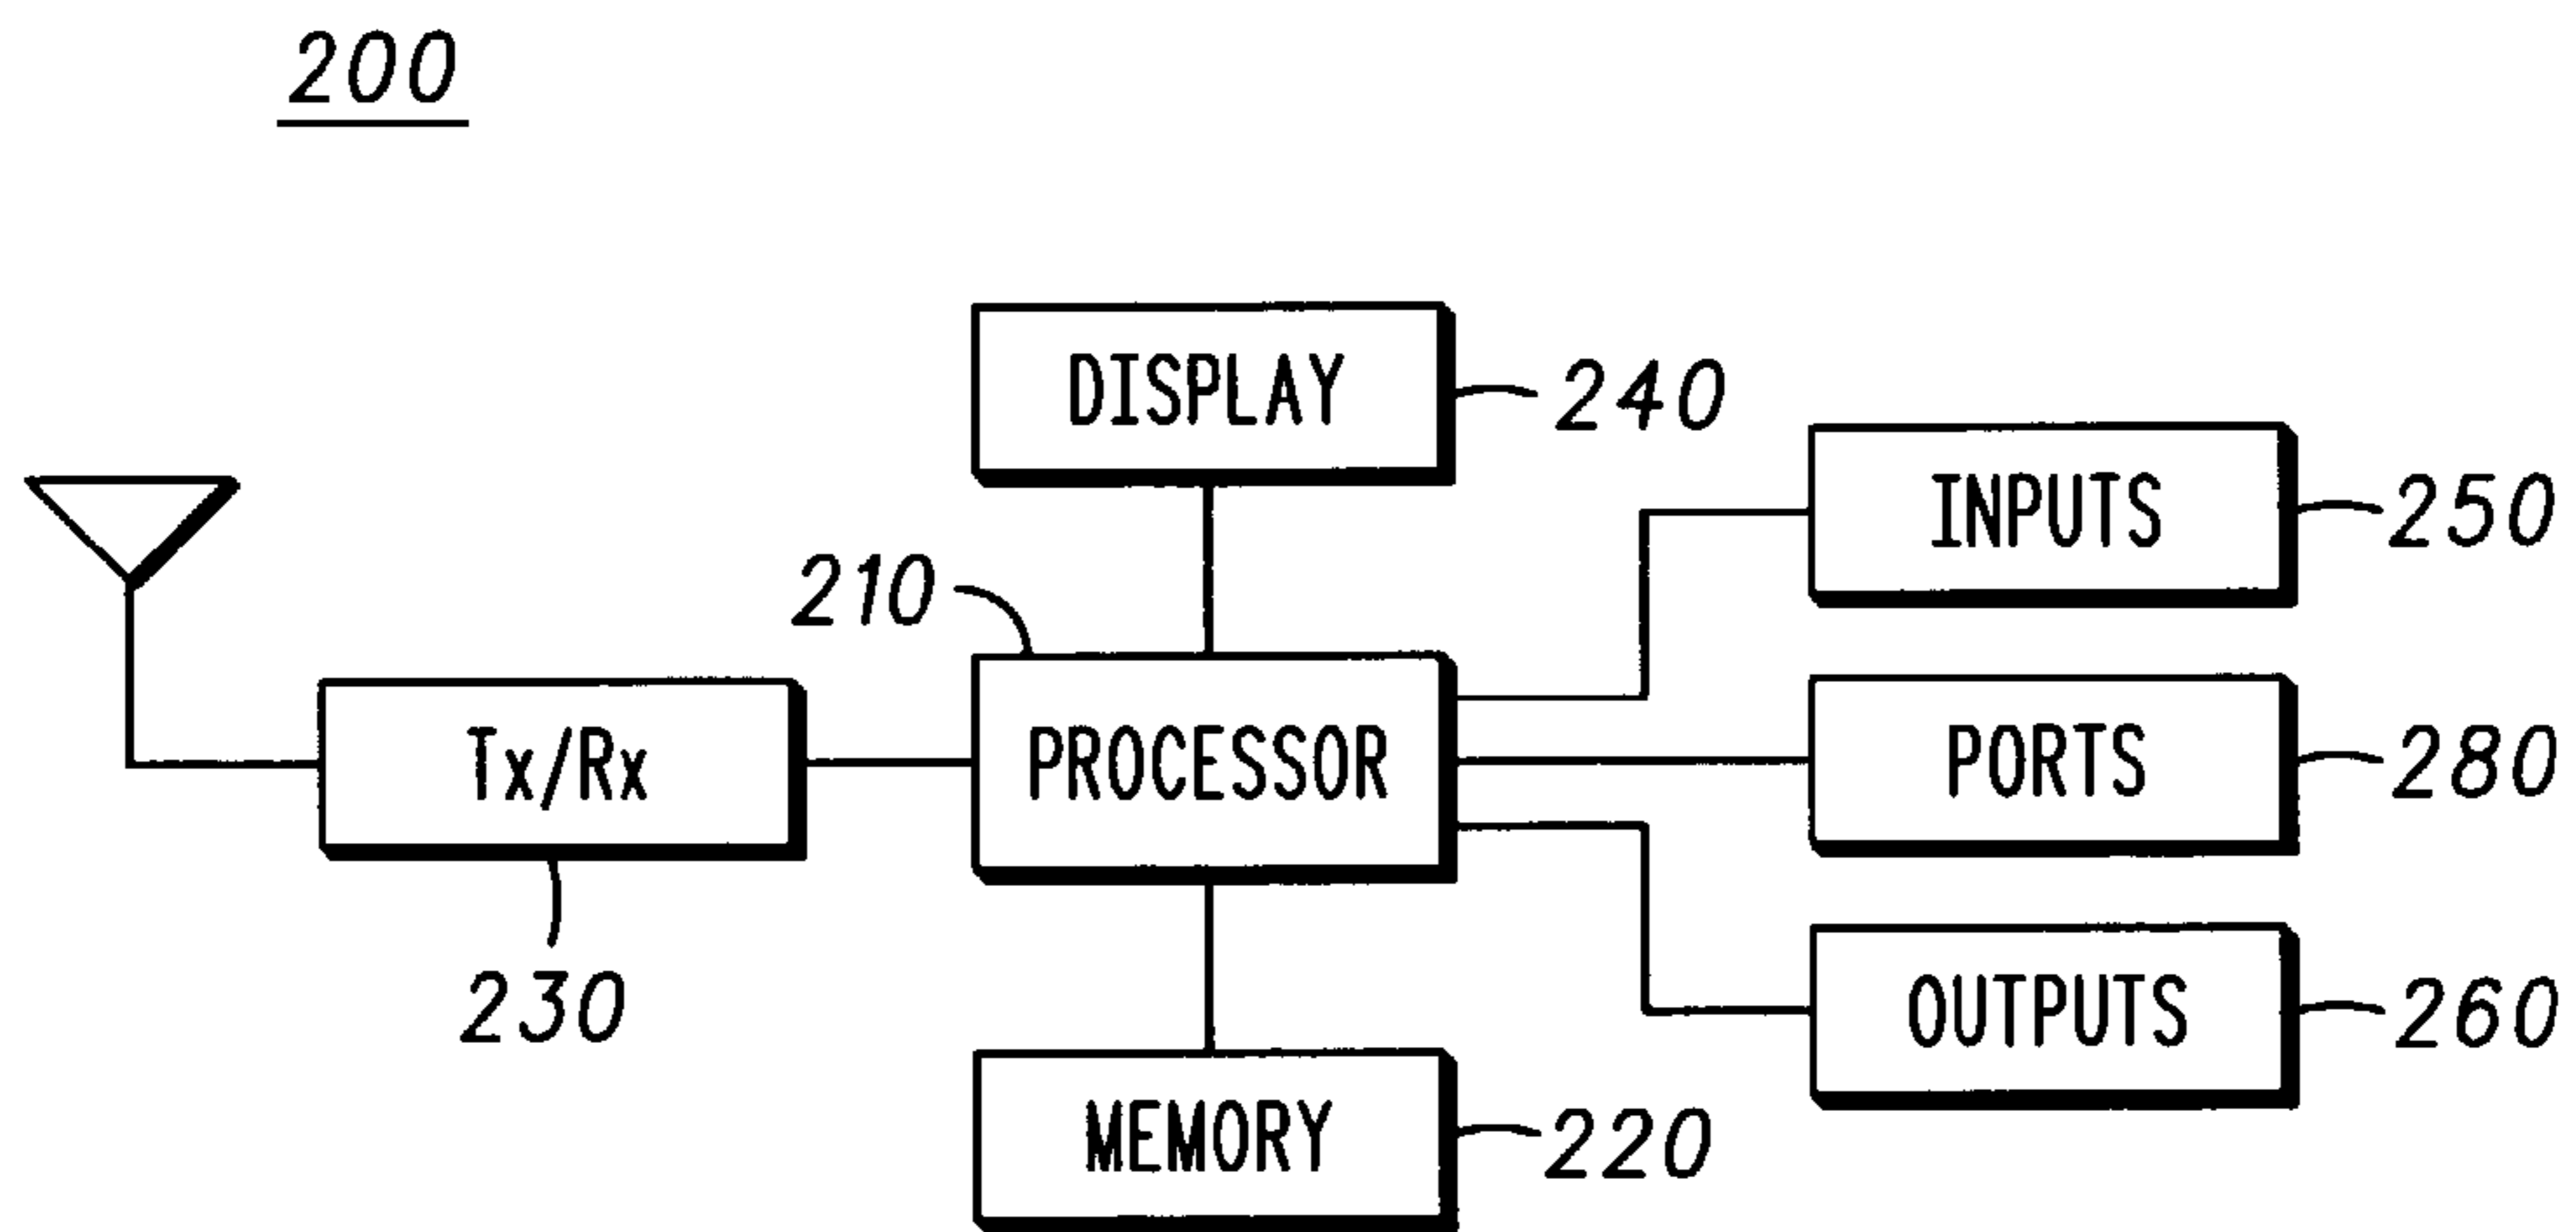 200
DISPLAY
240
INPUTS
250
210
Tx/Rx
PROCESSOR
PORTS
280
230
OUTPUTS
260
MEMORY
220